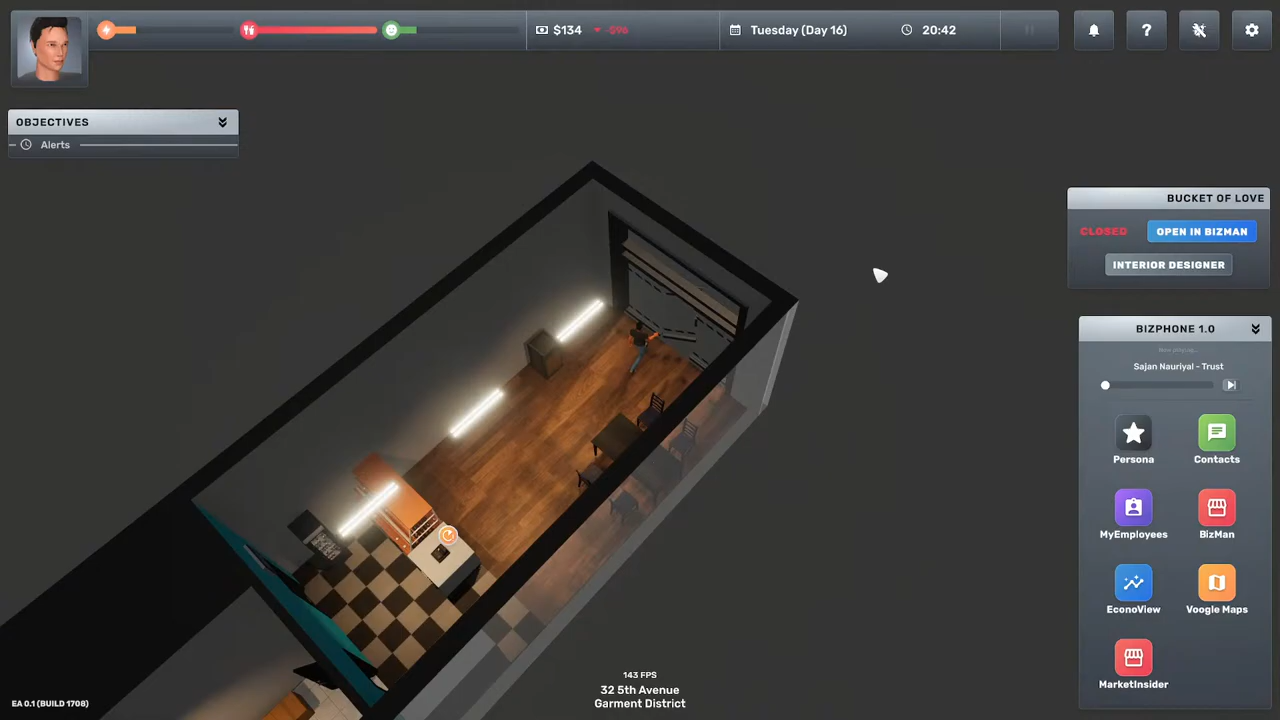 $134
-$96
Tuesday (Day 16)
20:42
?
OBJECTIVES
Alerts
BUCKET OF LOVE
CLOSED
OPEN IN BIZMAN
INTERIOR DESIGNER
BIZPHONE 1.0
Now playing...
Sajan Nauriyal - Trust
Persona
Contacts
MyEmployees
BizMan
EconoView
Voogle Maps
MarketInsider
143 FPS
32 5th Avenue
Garment District
EA 0.1 (BUILD 1708)